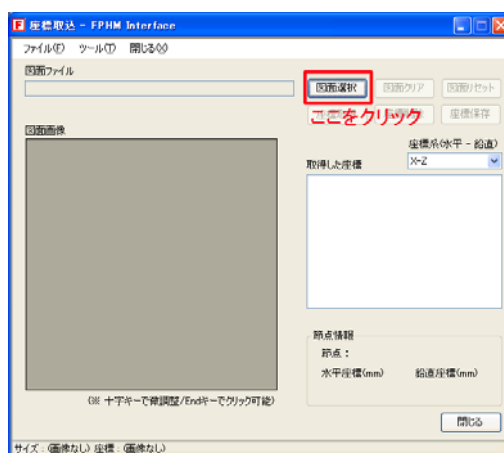 座標取込 - FPHM Interface
ファイル(F) ツール(T) 閉じる(X)
図面ファイル
図面選択 図面クリア 図面リセット
ここをクリック
座標保存
図面画像
座標系(水平 - 鉛直)
取得した座標 X-Z
節点情報
節点:
水平座標(mm) 鉛直座標(mm)
(※ 十字キーで微調整/Endキーでクリック可能)
閉じる
サイズ : (画像なし) 座標 : (画像なし)